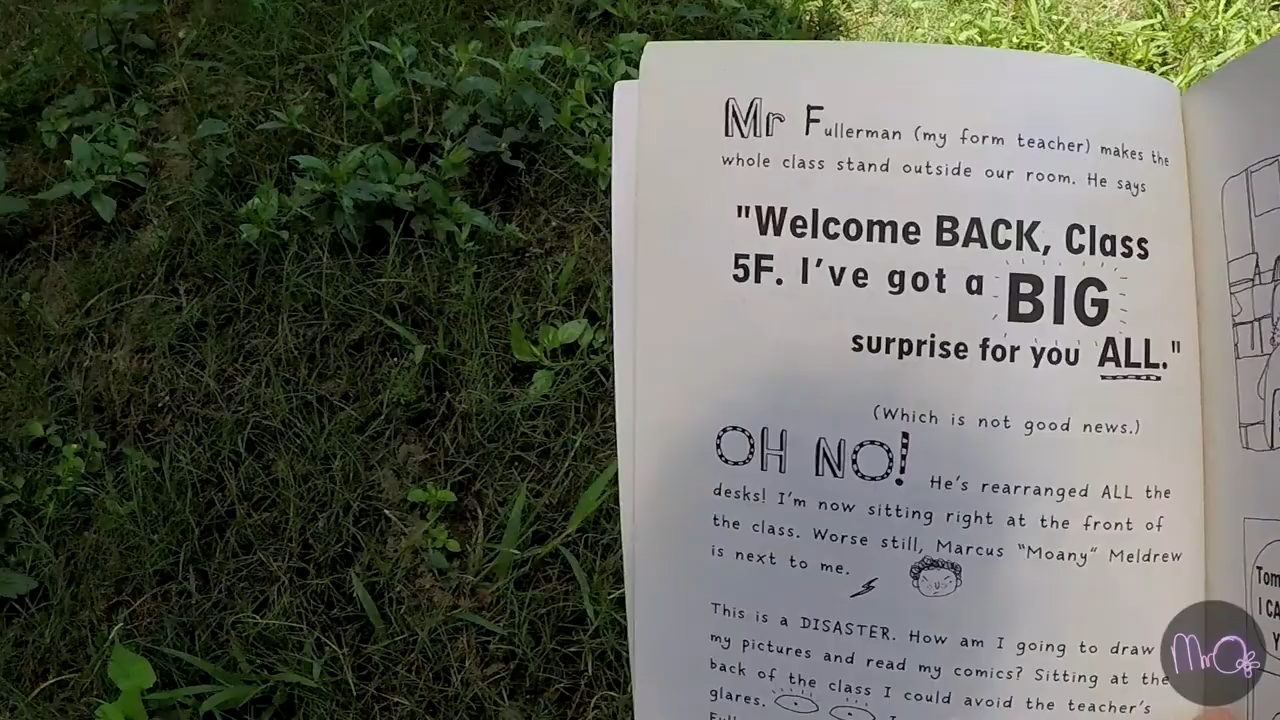 Mr Fullerman (my form teacher) makes the
whole class stand outside our room. He says
"Welcome BACK, Class
5F. I've got a BIG
surprise for you ALL."
(Which is not good news.)
OH NO! He's rearranged ALL the
desks! I'm now sitting right at the front of
the class. Worse still, Marcus "Moany" Meldrew
is next to me.
This is a DISASTER. How am I going to draw
my pictures and read my comics? Sitting at the
back of the class I could avoid the teacher's
glares.
Tom
I CA
Y